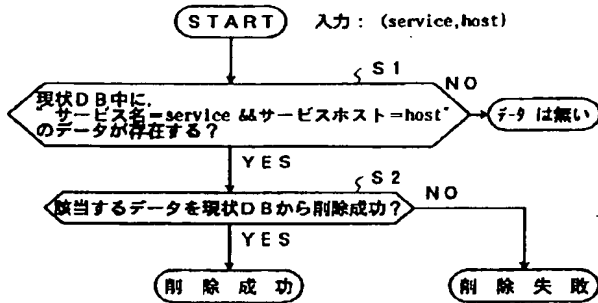 START 入力：(service,host)
S1
NO
現状DB中に,
"サービス名＝service &&サービスホスト＝host"
のデータが存在する？
データは無い
YES
S2
NO
該当するデータを現状DBから削除成功？
YES
削除成功
削除失敗